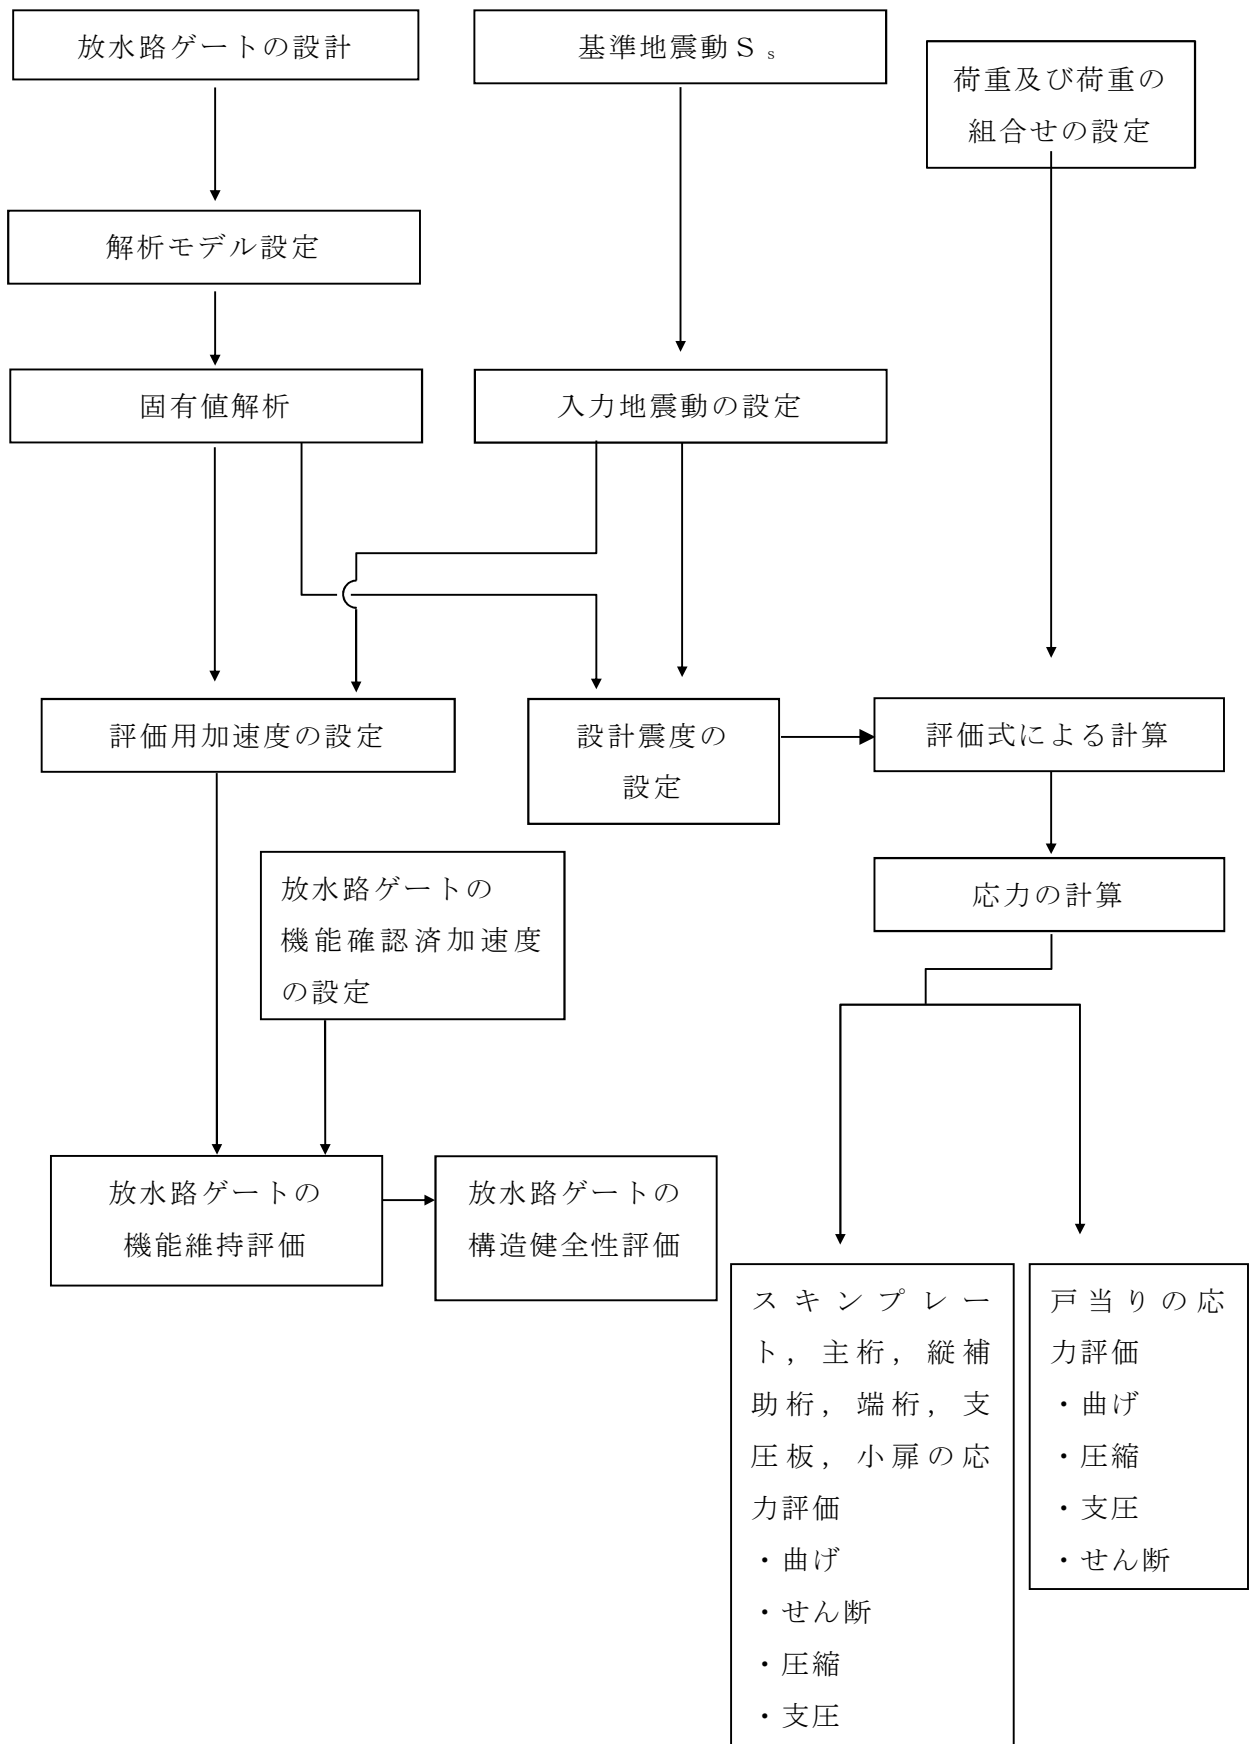 放水路ゲートの設計
基準地震動Ｓｓ
荷重及び荷重の
組合せの設定
解析モデル設定
固有値解析
入力地震動の設定
評価用加速度の設定
設計震度の
設定
評価式による計算
放水路ゲートの
機能確認済加速度
の設定
応力の計算
放水路ゲートの
機能維持評価
放水路ゲートの
構造健全性評価
スキンプレー
ト，主桁，縦補
助桁，端桁，支
圧板，小扉の応
力評価
・曲げ
・せん断
・圧縮
・支圧
戸当りの応
力評価
・曲げ
・圧縮
・支圧
・せん断